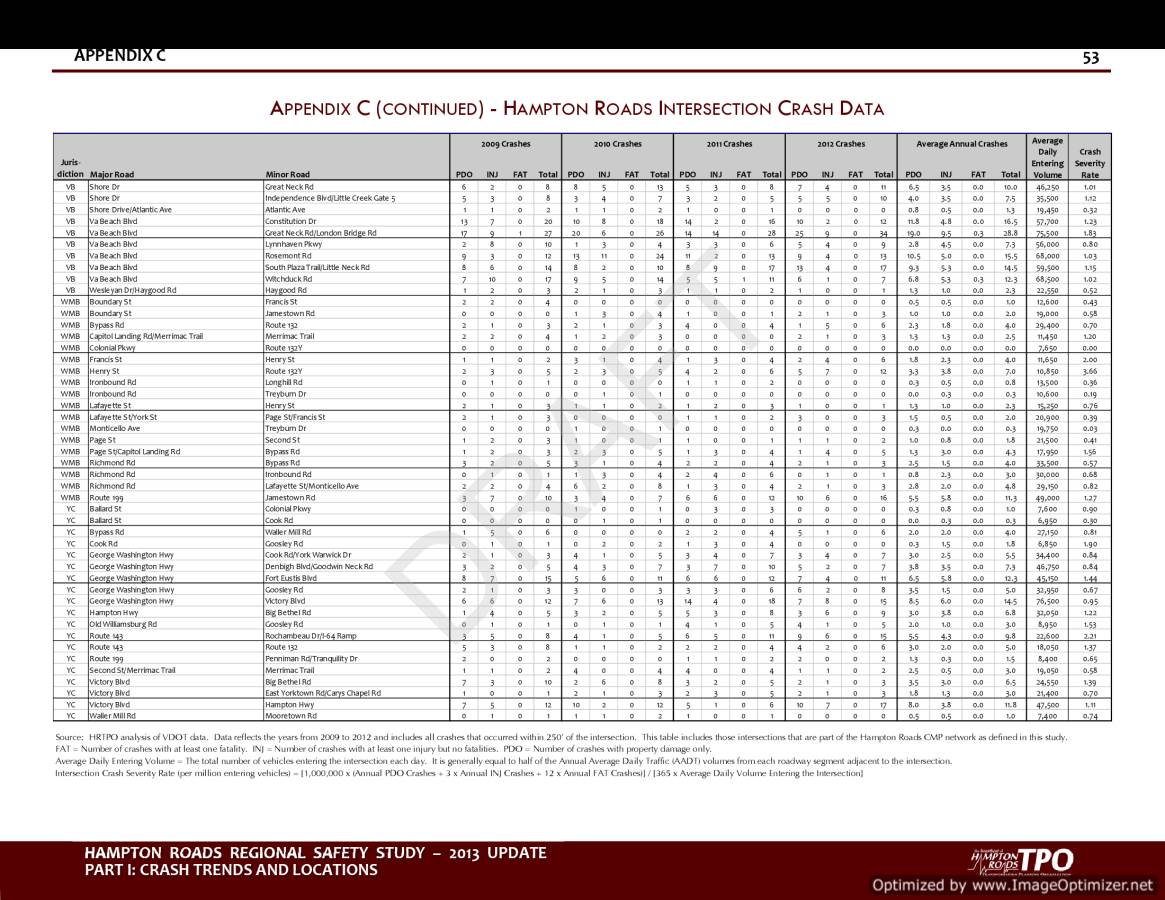 APPENDIX C 53
APPENDIX C (CONTINUED) - HAMPTON ROADS INTERSECTION CRASH DATA
2009 Crashes 2010 Crashes 2011 Crashes 2012 Crashes Average Annual Crashes Average Daily Entering Volume Crash Severity Rate
Juris-diction Major Road Minor Road PDO INJ FAT Total PDO INJ FAT Total PDO INJ FAT Total PDO INJ FAT Total PDO INJ FAT Total
VB Shore Dr Great Neck Rd 6 2 0 8 8 5 0 13 5 3 0 8 7 4 0 11 6.5 3.5 0.0 10.0 46,250 1.01
VB Shore Dr Independence Blvd/Little Creek Gate 5 5 3 0 8 3 4 0 7 3 2 0 5 5 5 0 10 4.0 3.5 0.0 7.5 35,500 1.12
VB Shore Drive/Atlantic Ave Atlantic Ave 1 1 0 2 1 1 0 2 1 0 0 1 0 0 0 0 0.8 0.5 0.0 1.3 19,450 0.32
VB Va Beach Blvd Constitution Dr 13 7 0 20 10 8 0 18 14 2 0 16 10 2 0 12 11.8 4.8 0.0 16.5 57,700 1.23
VB Va Beach Blvd Great Neck Rd/London Bridge Rd 17 9 1 27 20 6 0 26 14 14 0 28 25 9 0 34 19.0 9.5 0.3 28.8 75,500 1.83
VB Va Beach Blvd Lynnhaven Pkwy 2 8 0 10 1 3 0 4 3 3 0 6 5 4 0 9 2.8 4.5 0.0 7.3 56,000 0.80
VB Va Beach Blvd Rosemont Rd 9 3 0 12 13 11 0 24 11 2 0 13 9 4 0 13 10.5 5.0 0.0 15.5 68,000 1.03
VB Va Beach Blvd South Plaza Trail/Little Neck Rd 8 6 0 14 8 2 0 10 8 9 0 17 13 4 0 17 9.3 5.3 0.0 14.5 59,500 1.15
VB Va Beach Blvd Witchduck Rd 7 10 0 17 9 5 0 14 5 5 1 11 6 1 0 7 6.8 5.3 0.3 12.3 68,500 1.02
VB Wesleyan Dr/Haygood Rd Haygood Rd 1 2 0 3 2 1 0 3 1 1 0 2 1 0 0 1 1.3 1.0 0.0 2.3 22,550 0.52
WMB Boundary St Francis St 2 2 0 4 0 0 0 0 0 0 0 0 0 0 0 0 0.5 0.5 0.0 1.0 12,600 0.43
WMB Boundary St Jamestown Rd 0 0 0 0 1 3 0 4 1 0 0 1 2 1 0 3 1.0 1.0 0.0 2.0 19,000 0.58
WMB Bypass Rd Route 132 2 1 0 3 2 1 0 3 4 0 0 4 1 5 0 6 2.3 1.8 0.0 4.0 29,400 0.70
WMB Capitol Landing Rd/Merrimac Trail Merrimac Trail 2 2 0 4 1 2 0 3 0 0 0 0 2 1 0 3 1.3 1.3 0.0 2.5 11,450 1.20
WMB Colonial Pkwy Route 132Y 0 0 0 0 0 0 0 0 0 0 0 0 0 0 0 0 0.0 0.0 0.0 0.0 7,650 0.00
WMB Francis St Henry St 1 1 0 2 3 1 0 4 1 3 0 4 2 4 0 6 1.8 2.3 0.0 4.0 11,650 2.00
WMB Henry St Route 132Y 2 3 0 5 2 3 0 5 4 2 0 6 5 7 0 12 3.3 3.8 0.0 7.0 10,850 3.66
WMB Ironbound Rd Longhill Rd 0 1 0 1 0 0 0 0 1 1 0 2 0 0 0 0 0.3 0.5 0.0 0.8 13,500 0.36
WMB Ironbound Rd Treyburn Dr 0 0 0 0 0 1 0 1 0 0 0 0 0 0 0 0 0.0 0.3 0.0 0.3 10,600 0.19
WMB Lafayette St Henry St 2 1 0 3 1 1 0 2 1 2 0 3 1 0 0 1 1.3 1.0 0.0 2.3 15,250 0.76
WMB Lafayette St/York St Page St/Francis St 2 1 0 3 0 0 0 0 1 1 0 2 3 0 0 3 1.5 0.5 0.0 2.0 20,900 0.39
WMB Monticello Ave Treyburn Dr 0 0 0 0 1 0 0 1 0 0 0 0 0 0 0 0 0.3 0.0 0.0 0.3 19,750 0.03
WMB Page St Second St 1 2 0 3 1 0 0 1 1 0 0 1 1 1 0 2 1.0 0.8 0.0 1.8 21,500 0.41
WMB Page St/Capitol Landing Rd Bypass Rd 1 2 0 3 2 3 0 5 1 3 0 4 1 4 0 5 1.3 3.0 0.0 4.3 17,950 1.56
WMB Richmond Rd Bypass Rd 3 2 0 5 3 1 0 4 2 2 0 4 2 1 0 3 2.5 1.5 0.0 4.0 33,500 0.57
WMB Richmond Rd Ironbound Rd 0 1 0 1 1 3 0 4 2 4 0 6 0 1 0 1 0.8 2.3 0.0 3.0 30,000 0.68
WMB Richmond Rd Lafayette St/Monticello Ave 2 2 0 4 6 2 0 8 1 3 0 4 2 1 0 3 2.8 2.0 0.0 4.8 29,150 0.82
WMB Route 199 Jamestown Rd 3 7 0 10 3 4 0 7 6 6 0 12 10 6 0 16 5.5 5.8 0.0 11.3 49,000 1.27
YC Ballard St Colonial Pkwy 0 0 0 0 1 0 0 1 0 3 0 3 0 0 0 0 0.3 0.8 0.0 1.0 7,600 0.90
YC Ballard St Cook Rd 0 0 0 0 0 0 0 0 0 1 0 1 0 0 0 0 0.0 0.3 0.0 0.3 6,950 0.30
YC Bypass Rd Waller Mill Rd 1 5 0 6 0 0 0 0 2 2 0 4 5 1 0 6 2.0 2.0 0.0 4.0 27,150 0.81
YC Cook Rd Goosley Rd 0 1 0 1 0 2 0 2 1 3 0 4 0 0 0 0 0.3 1.5 0.0 1.8 6,850 1.90
YC George Washington Hwy Cook Rd/York Warwick Dr 2 1 0 3 4 1 0 5 3 4 0 7 3 4 0 7 3.0 2.5 0.0 5.5 34,400 0.84
YC George Washington Hwy Denbigh Blvd/Goodwin Neck Rd 3 2 0 5 4 3 0 7 3 7 0 10 5 2 0 7 3.8 3.5 0.0 7.3 46,750 0.84
YC George Washington Hwy Fort Eustis Blvd 8 7 0 15 5 6 0 11 6 6 0 12 7 4 0 11 6.5 5.8 0.0 12.3 45,150 1.44
YC George Washington Hwy Goosley Rd 2 1 0 3 3 0 0 3 3 3 0 6 6 2 0 8 3.5 1.5 0.0 5.0 32,950 0.67
YC George Washington Hwy Victory Blvd 6 6 0 12 7 6 0 13 14 4 0 18 7 8 0 15 8.5 6.0 0.0 14.5 76,500 0.95
YC Hampton Hwy Big Bethel Rd 1 4 0 5 3 2 0 5 5 3 0 8 3 6 0 9 3.0 3.8 0.0 6.8 32,050 1.22
YC Old Williamsburg Rd Goosley Rd 0 1 0 1 0 1 0 1 4 1 0 5 4 1 0 5 2.0 1.0 0.0 3.0 8,950 1.53
YC Route 143 Rochambeau Dr/I-64 Ramp 3 5 0 8 4 1 0 5 6 5 0 11 9 6 0 15 5.5 4.3 0.0 9.8 22,600 2.21
YC Route 143 Route 132 5 3 0 8 1 1 0 2 2 2 0 4 4 2 0 6 3.0 2.0 0.0 5.0 18,050 1.37
YC Route 199 Penniman Rd/Tranquility Dr 2 0 0 2 0 0 0 0 1 1 0 2 2 0 0 2 1.3 0.3 0.0 1.5 8,400 0.65
YC Second St/Merrimac Trail Merrimac Trail 1 1 0 2 4 0 0 4 4 0 0 4 1 1 0 2 2.5 0.5 0.0 3.0 19,050 0.58
YC Victory Blvd Big Bethel Rd 7 3 0 10 2 6 0 8 3 2 0 5 2 1 0 3 3.5 3.0 0.0 6.5 24,550 1.39
YC Victory Blvd East Yorktown Rd/Carys Chapel Rd 2 1 0 3 1 0 0 1 2 3 0 5 2 1 0 3 1.8 1.3 0.0 3.0 21,400 0.70
YC Victory Blvd Hampton Hwy 7 5 0 12 10 2 0 12 5 1 0 6 10 7 0 17 8.0 3.8 0.0 11.8 47,500 1.11
YC Waller Mill Rd Mooretown Rd 0 1 0 1 1 1 0 2 1 0 0 1 0 0 0 0 0.5 0.5 0.0 1.0 7,400 0.74
DRAFT
Source: HRTPO analysis of VDOT data. Data reflects the years from 2009 to 2012 and includes all crashes that occurred within 250' of the intersection. This table includes those intersections that are part of the Hampton Roads CMP network as defined in this study.
FAT = Number of crashes with at least one fatality. INJ = Number of crashes with at least one injury but no fatalities. PDO = Number of crashes with property damage only.
Average Daily Entering Volume = The total number of vehicles entering the intersection each day. It is generally equal to half of the Annual Average Daily Traffic (AADT) volumes from each roadway segment adjacent to the intersection.
Intersection Crash Severity Rate (per million entering vehicles) = [1,000,000 x (Annual PDO Crashes + 3 x Annual INJ Crashes + 12 x Annual FAT Crashes)] / [365 x Average Daily Volume Entering the Intersection]
HAMPTON ROADS REGIONAL SAFETY STUDY – 2013 UPDATE
PART I: CRASH TRENDS AND LOCATIONS
HAMPTON ROADS TPO
Optimized by www.ImageOptimizer.net